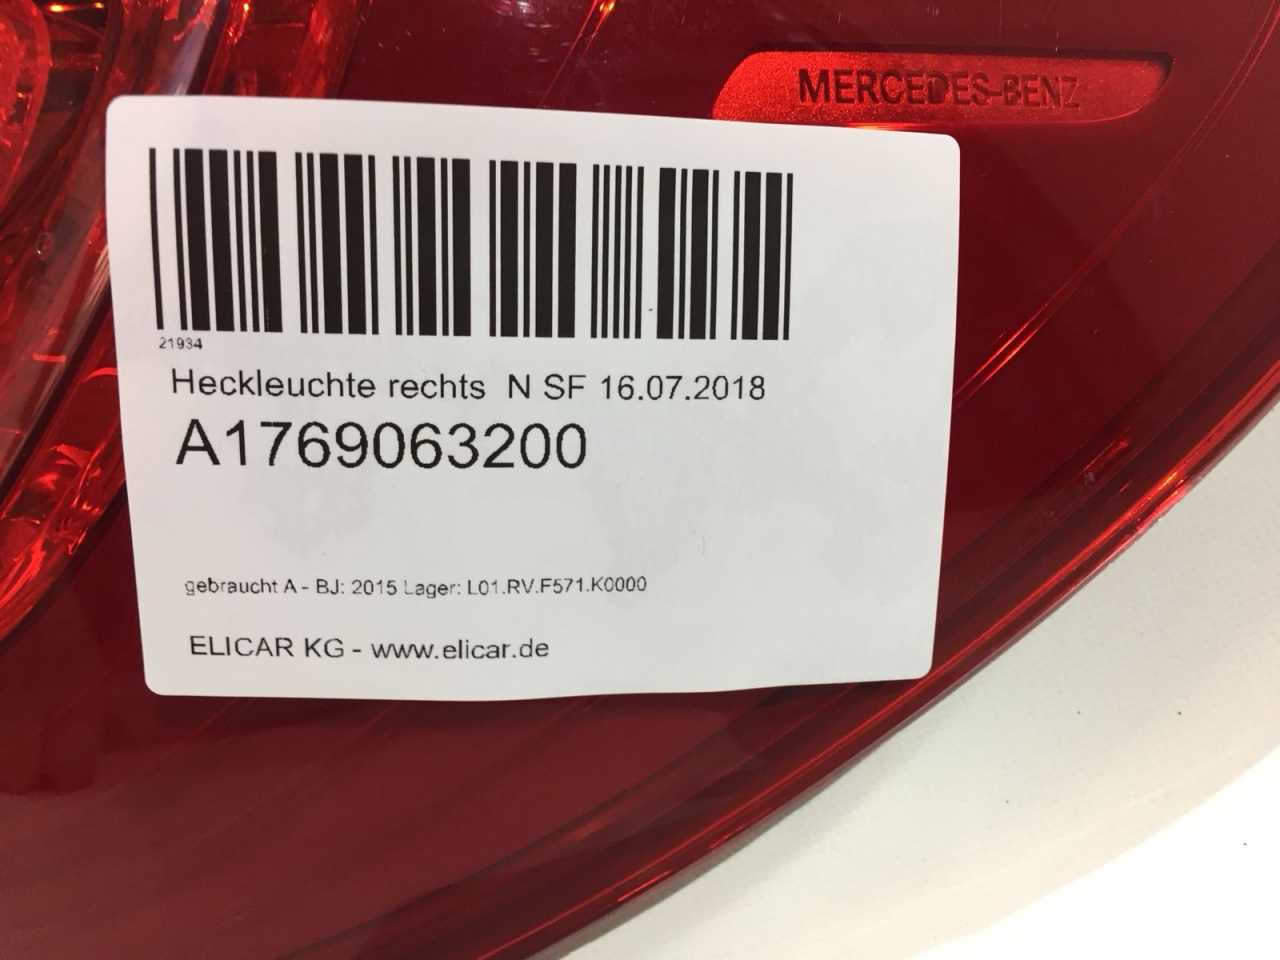 MERCEDES-BENZ
21934
Heckleuchte rechts N SF 16.07.2018
A1769063200
gebraucht A - BJ: 2015 Lager: L01.RV.F571.K0000
ELICAR KG - www.elicar.de